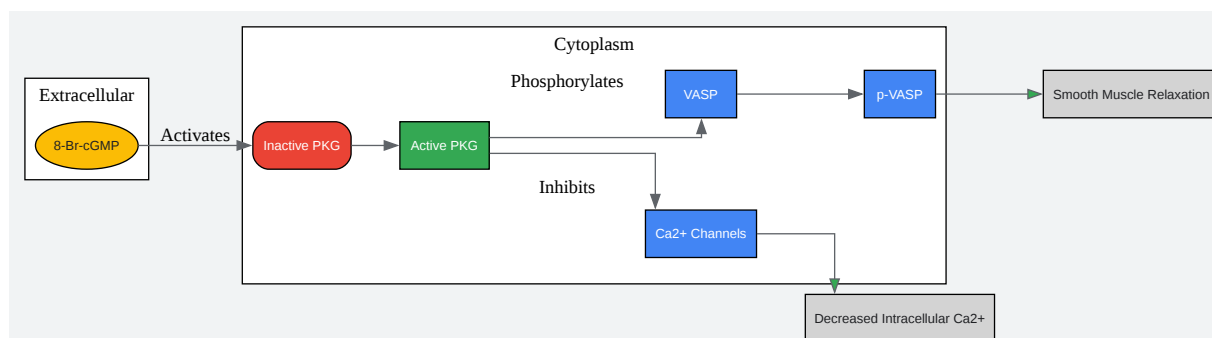 Cytoplasm
Phosphorylates
Extracellular
VASP
p-VASP
Smooth Muscle Relaxation
Activates
8-Br-cGMP
Inactive PKG
Active PKG
Inhibits
Ca2+ Channels
Decreased Intracellular Ca2+